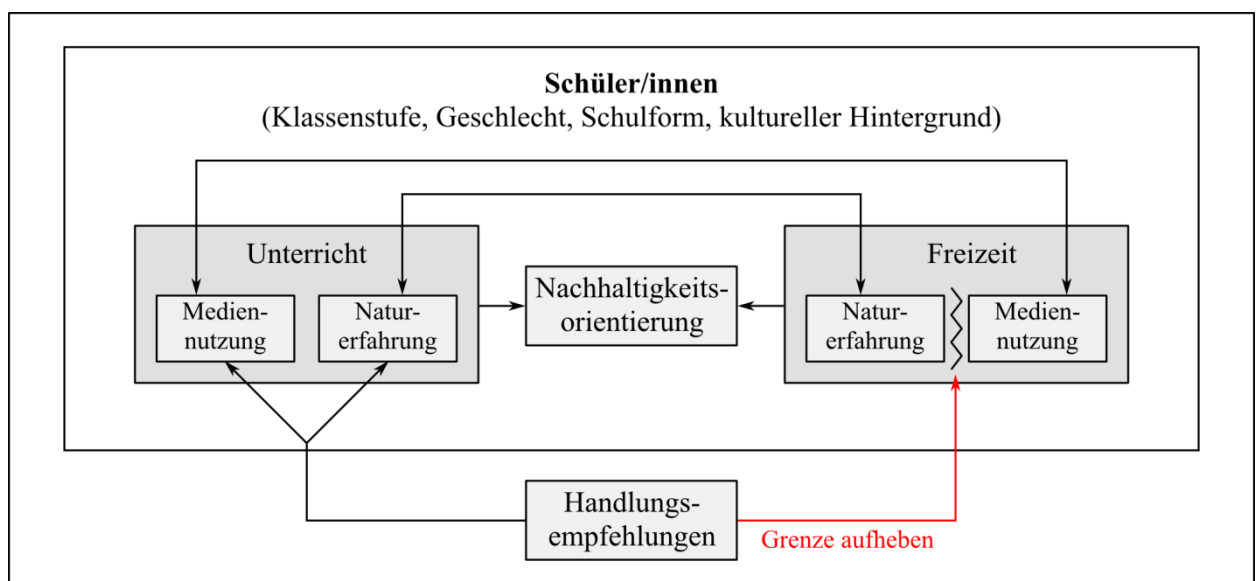 Schüler/innen
(Klassenstufe, Geschlecht, Schulform, kultureller Hintergrund)
Unterricht
Medien-
nutzung
Natur-
erfahrung
Nachhaltigkeits-
orientierung
Freizeit
Natur-
erfahrung
Medien-
nutzung
Handlungs-
empfehlungen
Grenze aufheben